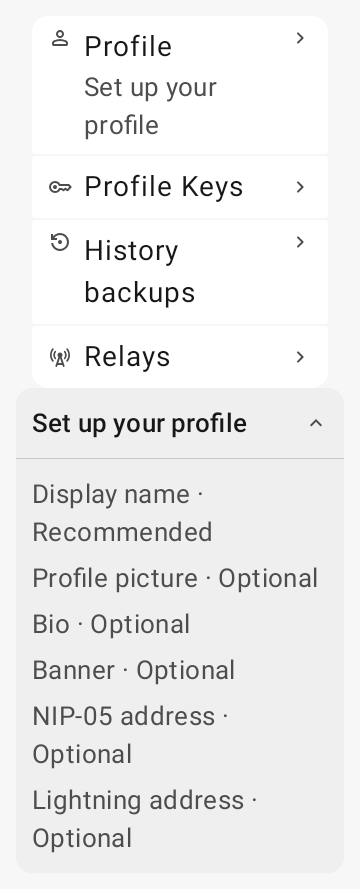 Profile
Set up your
profile
Profile Keys
History
backups
Relays
Set up your profile
Display name ·
Recommended
Profile picture · Optional
Bio · Optional
Banner · Optional
NIP-05 address ·
Optional
Lightning address ·
Optional